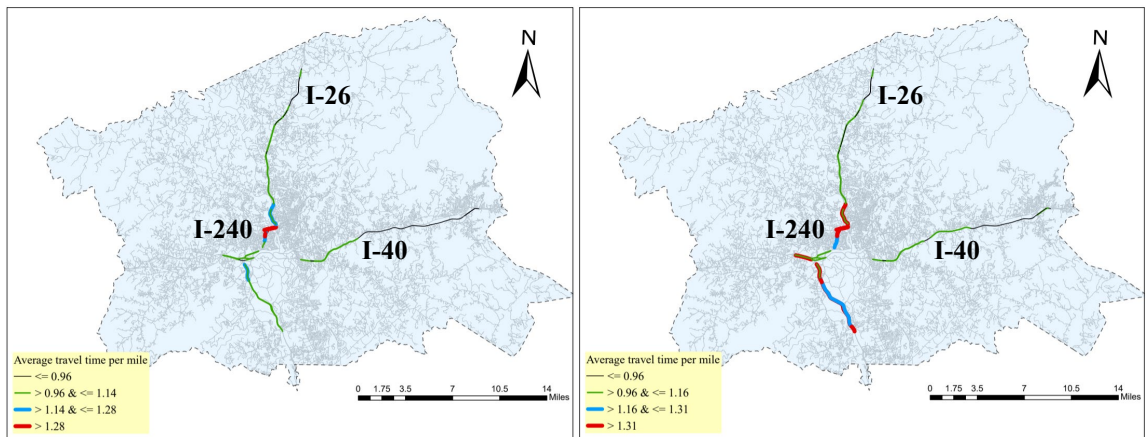 N
I-26
I-240
I-40
Average travel time per mile
<= 0.96
> 0.96 & <= 1.14
> 1.14 & <= 1.28
> 1.28
0 1.75 3.5 7 10.5 14
Miles
N
I-26
I-240
I-40
Average travel time per mile
<= 0.96
> 0.96 & <= 1.16
> 1.16 & <= 1.31
> 1.31
0 1.75 3.5 7 10.5 14
Miles